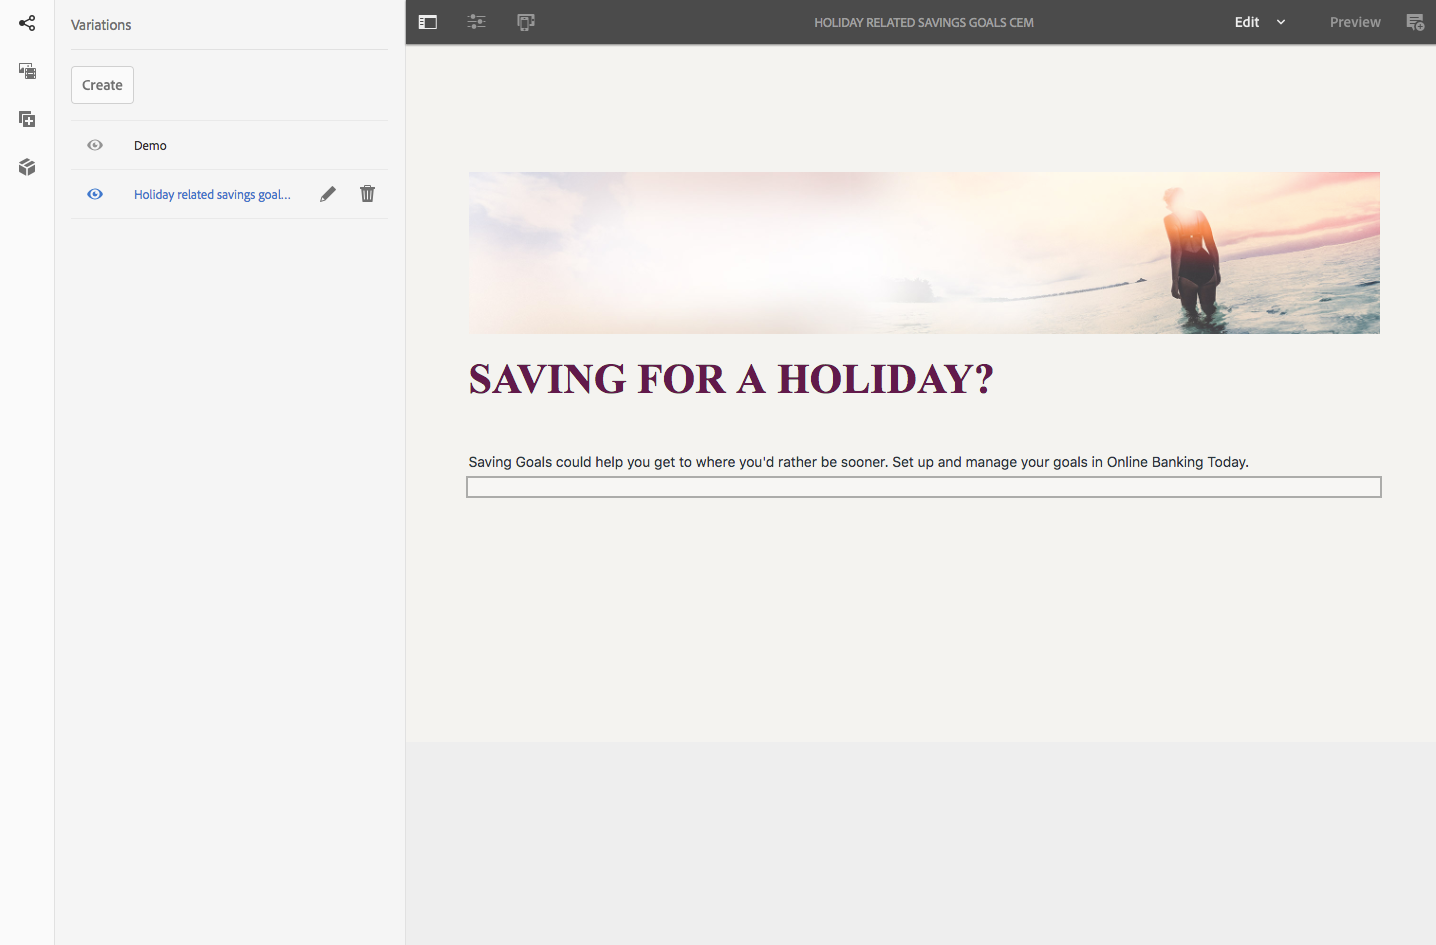 Variations
HOLIDAY RELATED SAVINGS GOALS CEM
Edit
Preview
Create
Demo
Holiday related savings goal...
SAVING FOR A HOLIDAY?
Saving Goals could help you get to where you'd rather be sooner. Set up and manage your goals in Online Banking Today.